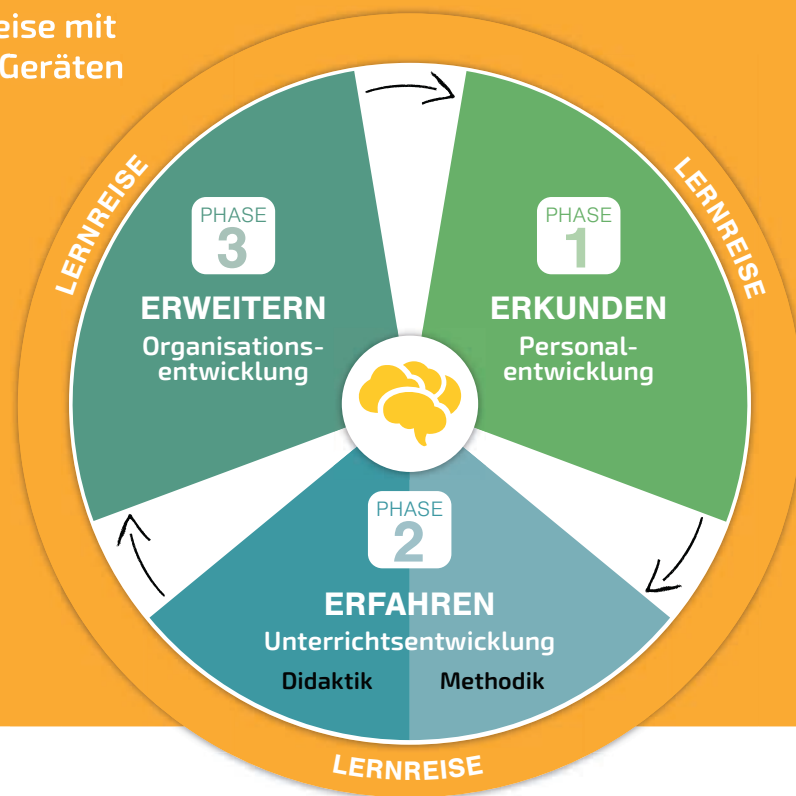 eise mit
Geräten
LERNREISE
LERNREISE
PHASE
3
ERWEITERN
Organisations-
entwicklung
PHASE
1
ERKUNDEN
Personal-
entwicklung
PHASE
2
ERFAHREN
Unterrichtsentwicklung
Didaktik
Methodik
LERNREISE